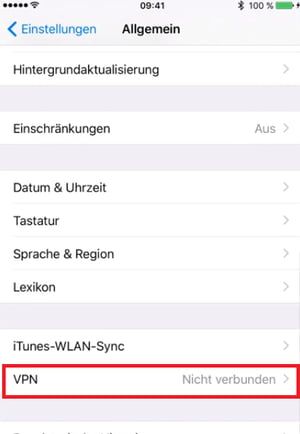 09:41
100 %
Einstellungen
Allgemein
Hintergrundaktualisierung
Einschränkungen Aus
Datum & Uhrzeit
Tastatur
Sprache & Region
Lexikon
iTunes-WLAN-Sync
VPN Nicht verbunden